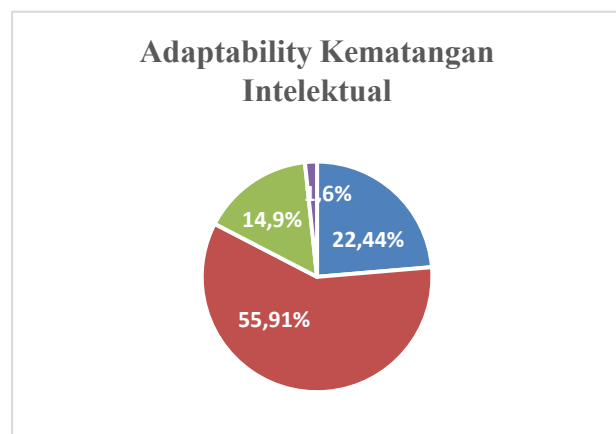 Adaptability Kematangan
Intelektual
1,6%
14,9%
22,44%
55,91%